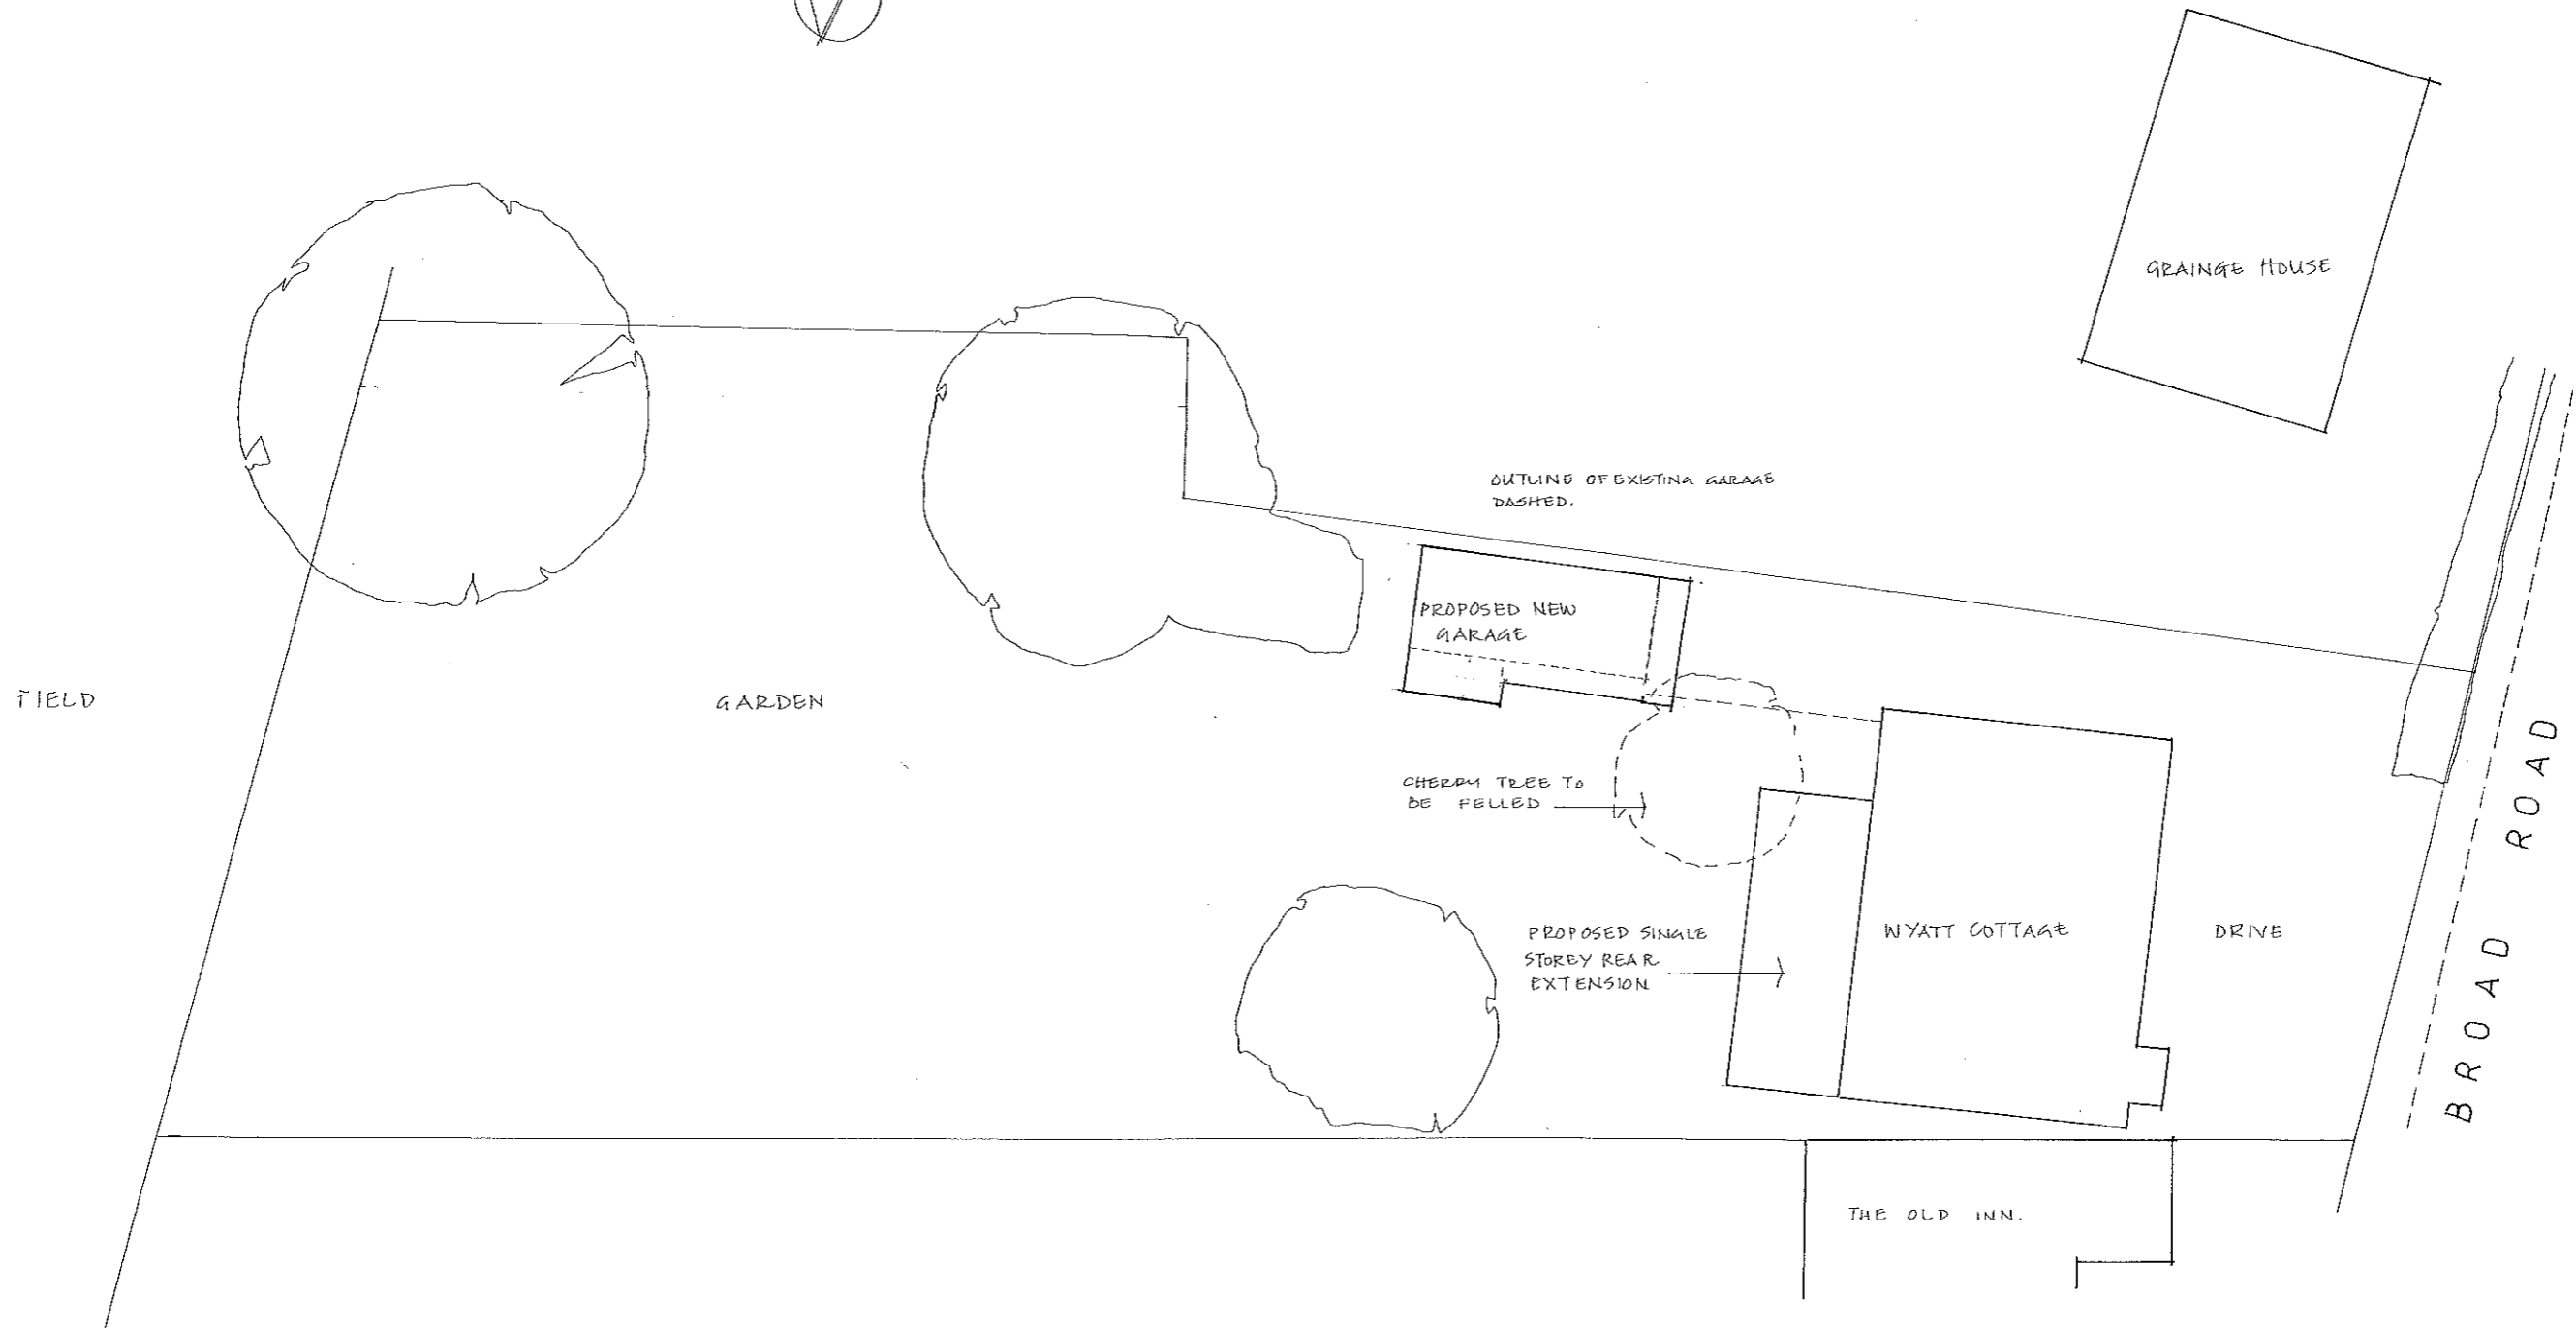 GRAINGE HOUSE
OUTLINE OF EXISTING GARAGE
DASHED.
PROPOSED NEW
GARAGE
FIELD
GARDEN
CHERRY TREE TO
BE FELLED
PROPOSED SINGLE
STOREY REAR
EXTENSION
WYATT COTTAGE
DRIVE
BROAD ROAD
THE OLD INN.